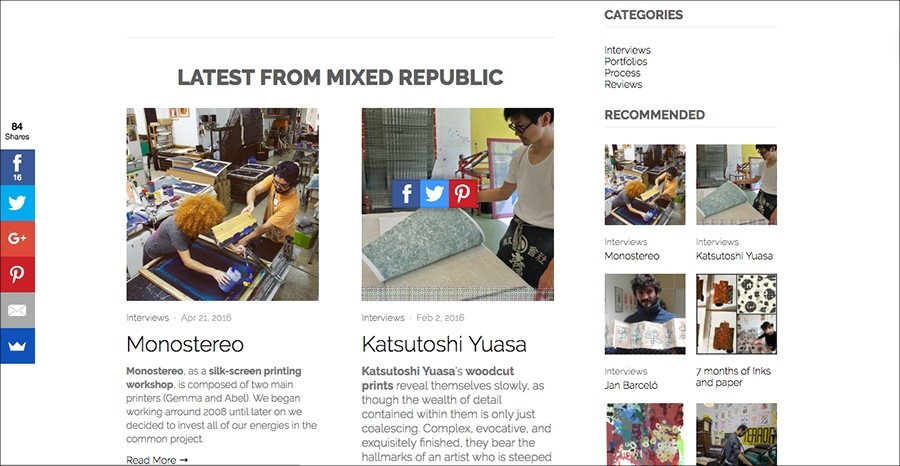 CATEGORIES
Interviews
Portfolios
Process
Reviews
LATEST FROM MIXED REPUBLIC
RECOMMENDED
84
Shares
f
16
G+
f
Interviews
Monostereo
Interviews
Katsutoshi Yuasa
Interviews - Apr 21, 2016
Monostereo
Monostereo, as a silk-screen printing
workshop, is composed of two main
printers (Gemma and Abel). We began
working arround 2008 until later on we
decided to invest all of our energies in the
common project.
Read More →
Interviews - Feb 2, 2016
Katsutoshi Yuasa
Katsutoshi Yuasa's woodcut
prints reveal themselves slowly, as
though the wealth of detail
contained within them is only just
coalescing. Complex, evocative, and
exquisitely finished, they bear the
hallmarks of an artist who is steeped
Interviews
Jan Barceló
7 months of Inks
and paper